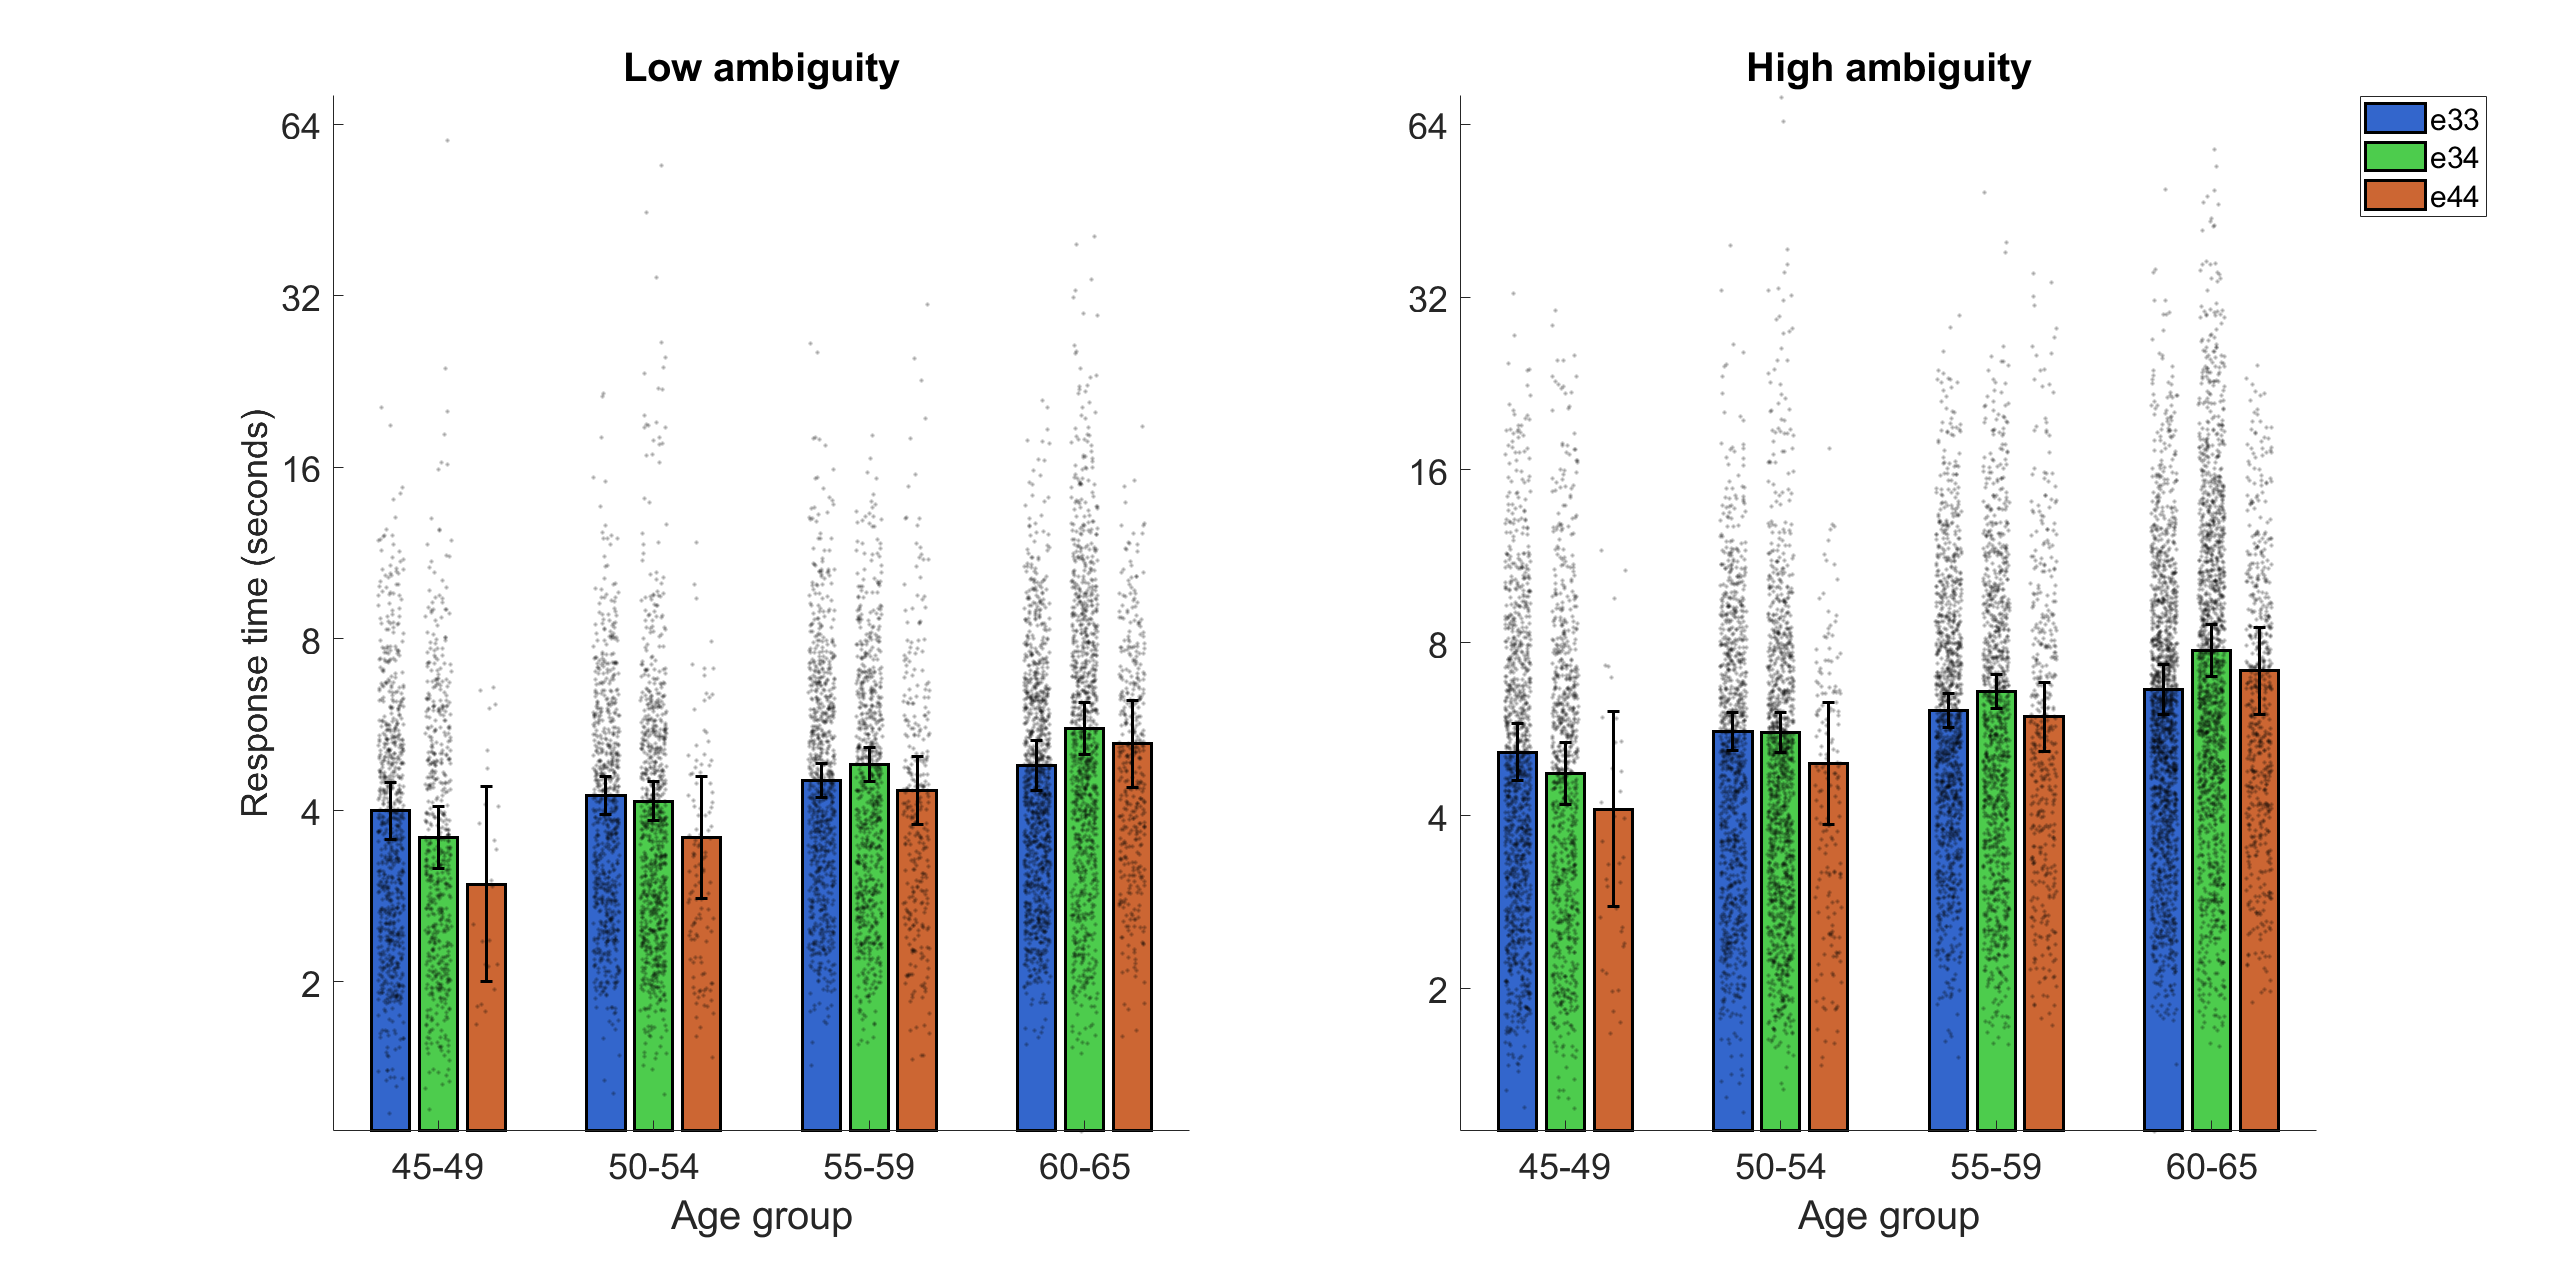 Low ambiguity
Response time (seconds)
64
32
16
8
4
2
45-49
50-54
55-59
60-65
Age group
High ambiguity
64
32
16
8
4
2
45-49
50-54
55-59
60-65
Age group
e33
e34
e44